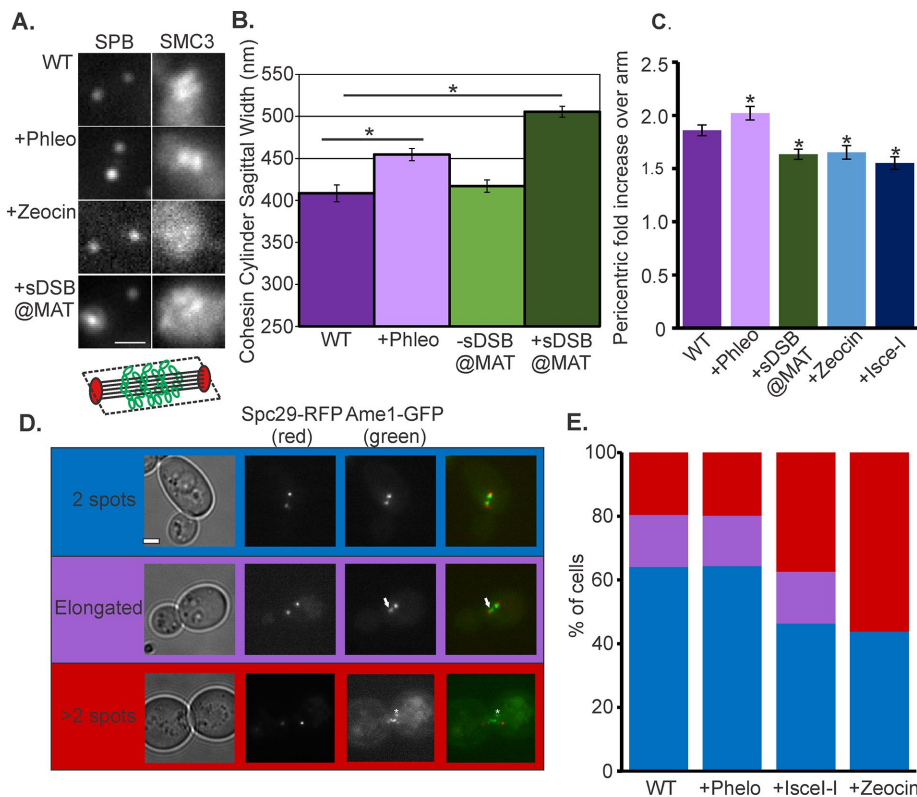 A.
SPB SMC3
WT
+Phleo
+Zeocin
+sDSB
@MAT
B.
Cohesin Cylinder Sagittal Width (nm)
550
500
450
400
350
300
250
*
*
WT +Phleo -sDSB +sDSB
@MAT @MAT
C.
Pericentric fold increase over arm
2.5
2.0
1.5
1.0
0.5
0
*
*
*
*
WT
+Phleo
+sDSB
@MAT
+Zeocin
+Isce-I
D.
Spc29-RFP Ame1-GFP
(red) (green)
2 spots
Elongated
>2 spots
*
*
E.
% of cells
100
80
60
40
20
0
WT +Phelo +IsceI-I +Zeocin